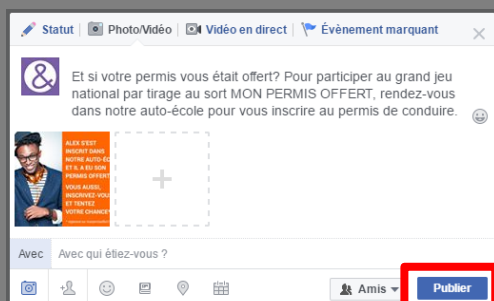 Statut Photo/Vidéo Vidéo en direct Évènement marquant
&
Et si votre permis vous était offert? Pour participer au grand jeu
national par tirage au sort MON PERMIS OFFERT, rendez-vous
dans notre auto-école pour vous inscrire au permis de conduire.
ALEX S'EST
INSCRIT DANS
NOTRE AUTO-ÉC
ET IL A EU SON
PERMIS OFFERT
VOUS AUSSI,
INSCRIVEZ-VOU
ET TENTEZ
VOTRE CHANCE
Avec Avec qui étiez-vous ?
Amis Publier